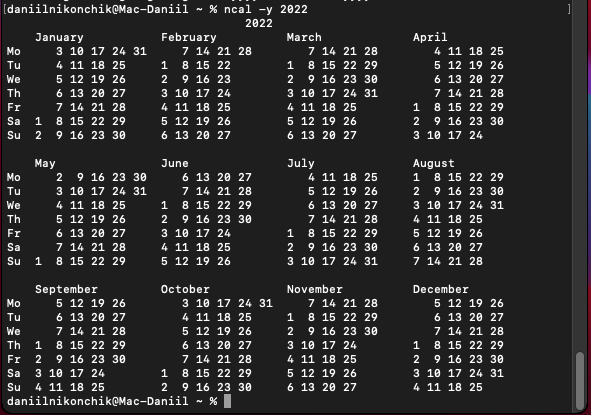 [daniilnikonchik@Mac-Daniil ~ % ncal -y 2022 ]
                                  2022
    January           February          March             April
Mo     3 10 17 24 31     7 14 21 28        7 14 21 28        4 11 18 25
Tu     4 11 18 25     1  8 15 22        1  8 15 22 29        5 12 19 26
We     5 12 19 26     2  9 16 23        2  9 16 23 30        6 13 20 27
Th     6 13 20 27     3 10 17 24        3 10 17 24 31        7 14 21 28
Fr     7 14 21 28     4 11 18 25        4 11 18 25        1  8 15 22 29
Sa  1  8 15 22 29     5 12 19 26        5 12 19 26        2  9 16 23 30
Su  2  9 16 23 30     6 13 20 27        6 13 20 27        3 10 17 24
    May               June              July              August
Mo     2  9 16 23 30     6 13 20 27        4 11 18 25     1  8 15 22 29
Tu     3 10 17 24 31     7 14 21 28        5 12 19 26     2  9 16 23 30
We     4 11 18 25     1  8 15 22 29        6 13 20 27     3 10 17 24 31
Th     5 12 19 26     2  9 16 23 30        7 14 21 28     4 11 18 25
Fr     6 13 20 27     3 10 17 24        1  8 15 22 29     5 12 19 26
Sa     7 14 21 28     4 11 18 25        2  9 16 23 30     6 13 20 27
Su  1  8 15 22 29     5 12 19 26        3 10 17 24 31     7 14 21 28
    September         October           November          December
Mo     5 12 19 26        3 10 17 24 31     7 14 21 28        5 12 19 26
Tu     6 13 20 27        4 11 18 25     1  8 15 22 29        6 13 20 27
We     7 14 21 28        5 12 19 26     2  9 16 23 30        7 14 21 28
Th  1  8 15 22 29        6 13 20 27     3 10 17 24        1  8 15 22 29
Fr  2  9 16 23 30        7 14 21 28     4 11 18 25        2  9 16 23 30
Sa  3 10 17 24        1  8 15 22 29     5 12 19 26        3 10 17 24 31
Su  4 11 18 25        2  9 16 23 30     6 13 20 27        4 11 18 25
daniilnikonchik@Mac-Daniil ~ %